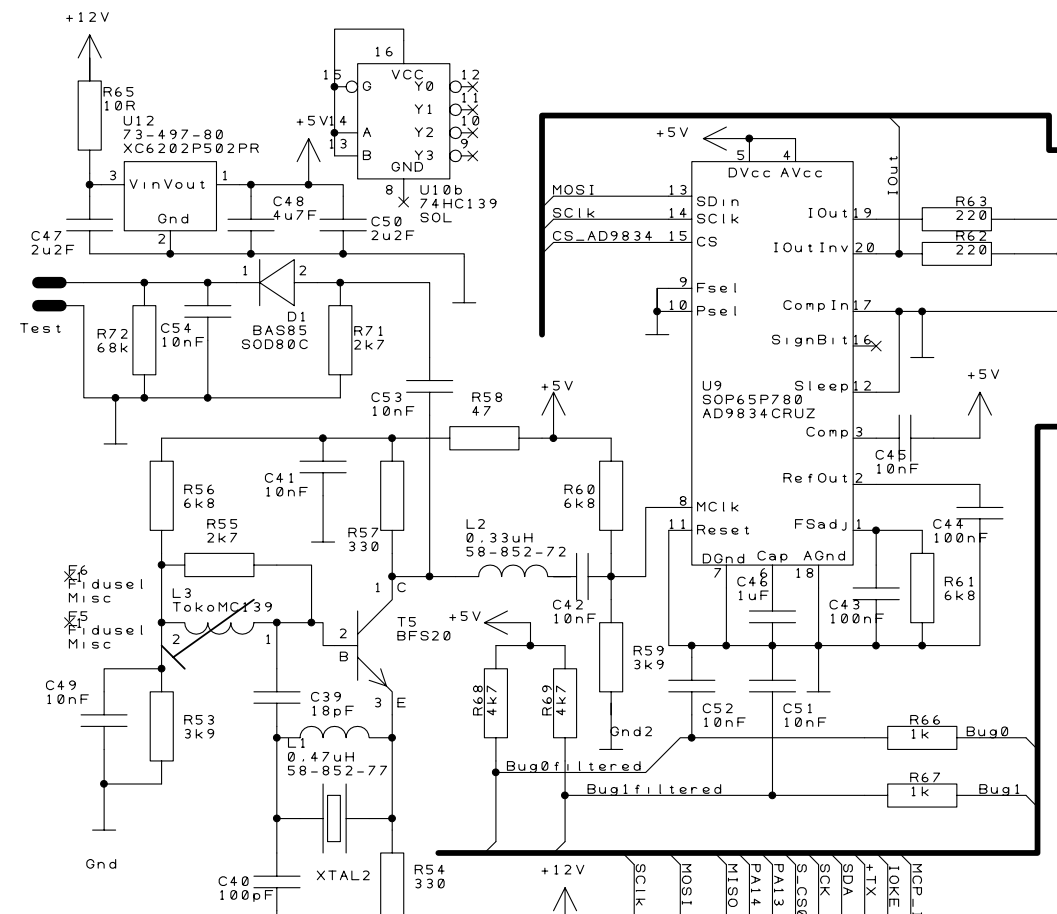 +12V
R65
10R
U12
73-497-80
XC6202P502PR
3
VinVout
1
Gnd
2
C47
2u2F
C48
4u7F
C50
2u2F
+5V
16
VCC
15
G
14
A
13
B
Y0
12
Y1
11
Y2
10
Y3
9
GND
8
U10b
74HC139
SOL
Test
R72
68k
C54
10nF
1
2
D1
BAS85
SOD80C
R71
2k7
C53
10nF
R58
47
+5V
R56
6k8
C41
10nF
R57
330
R60
6k8
R55
2k7
L2
0.33uH
58-852-72
F6
Fidusel
Misc
F5
Fidusel
Misc
L3
TokoMC139
2
1
1
C
2
B
3
E
T5
BFS20
C42
10nF
C49
10nF
R53
3k9
C39
18pF
L1
0.47uH
58-852-77
XTAL2
C40
100pF
R54
330
Gnd
+5V
R68
4k7
R69
4k7
R59
3k9
Gnd2
C52
10nF
C51
10nF
Bug0filtered
Bug1filtered
R66
1k
Bug0
R67
1k
Bug1
+5V
5
4
DVcc
AVcc
IOut
MOSI
13
SDin
SClk
14
SClk
CS_AD9834
15
CS
9
Fsel
10
Psel
IOut
19
IOutInv
20
CompIn
17
SignBit
16
Sleep
12
Comp
3
RefOut
2
FSadj
1
U9
SOP65P780
AD9834CRUZ
8
MClk
11
Reset
DGnd
7
Cap
6
AGnd
18
R63
220
R62
220
+5V
C45
10nF
C44
100nF
R61
6k8
C46
1uF
C43
100nF
+12V
SClk
MOSI
MISO
PA14
PA13
SCK
SDA
+TX